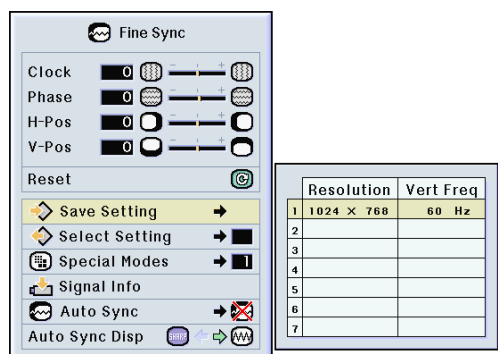 Fine Sync
Clock 0 - +
Phase 0 - +
H-Pos 0 - +
V-Pos 0 - +
Reset
Save Setting
Select Setting
Special Modes 1
Signal Info
Auto Sync
Auto Sync Disp SHARP
Resolution Vert Freq
1 1024 × 768 60 Hz
2
3
4
5
6
7